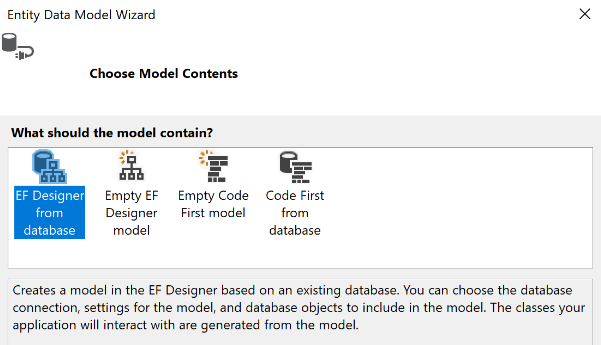 Entity Data Model Wizard
Choose Model Contents
What should the model contain?
EF Designer
from
database
Empty EF
Designer
model
Empty Code
First model
Code First
from
database
Creates a model in the EF Designer based on an existing database. You can choose the database
connection, settings for the model, and database objects to include in the model. The classes your
application will interact with are generated from the model.